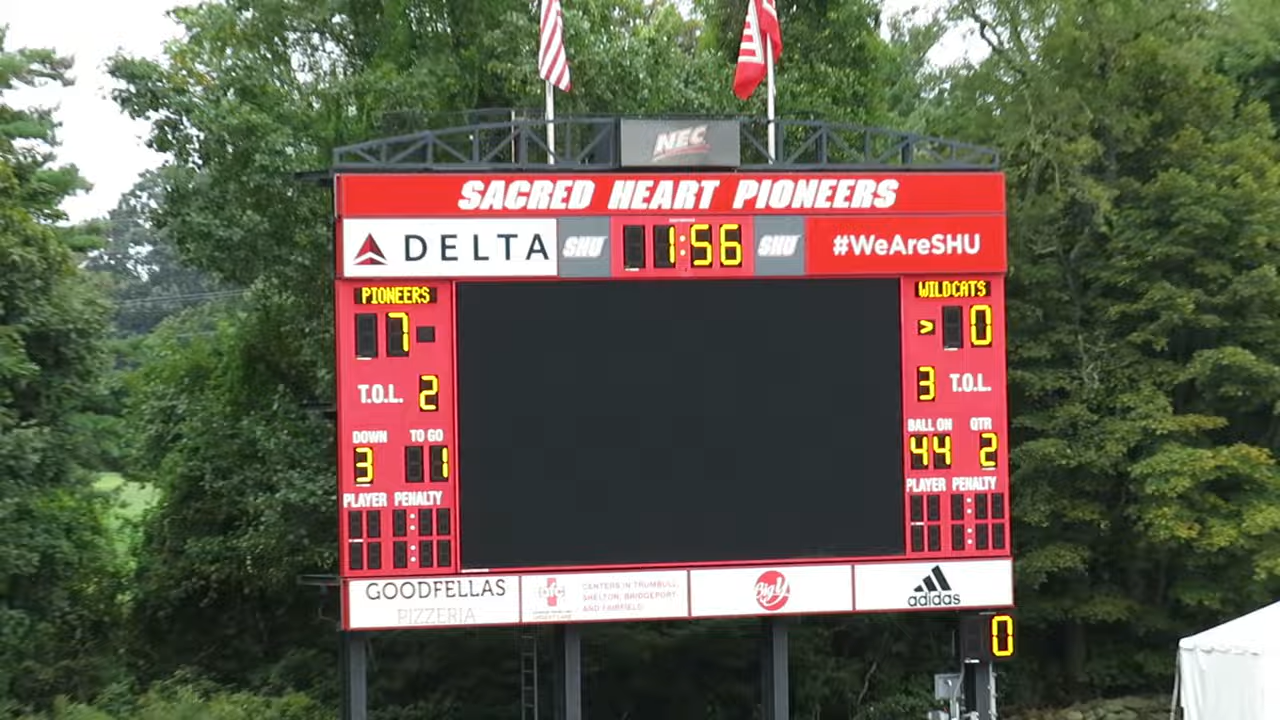 NEC
SACRED HEART PIONEERS
DELTA
SHU
1:56
SHU
#WeAreSHU
PIONEERS
7
T.O.L. 2
DOWN TO GO
3 1
PLAYER PENALTY
WILDCATS
> 0
3 T.O.L.
BALL ON QTR
44 2
PLAYER PENALTY
GOODFELLAS
PIZZERIA
CENTERS IN TRUMBULL,
SHELTON, BRIDGEPORT
AND FAIRFIELD
Big Y
adidas
0